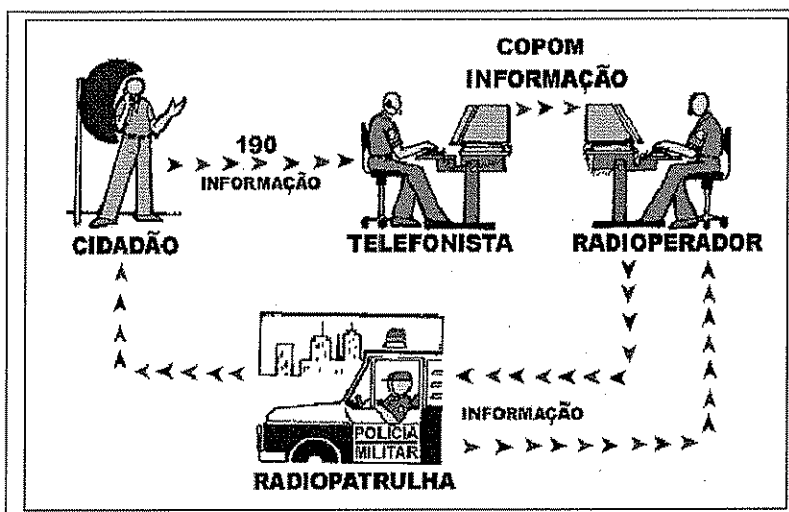 COPOM
INFORMAÇÃO
190
INFORMAÇÃO
CIDADÃO
TELEFONISTA
RADIOPERADOR
INFORMAÇÃO
POLÍCIA
MILITAR
RADIOPATRULHA